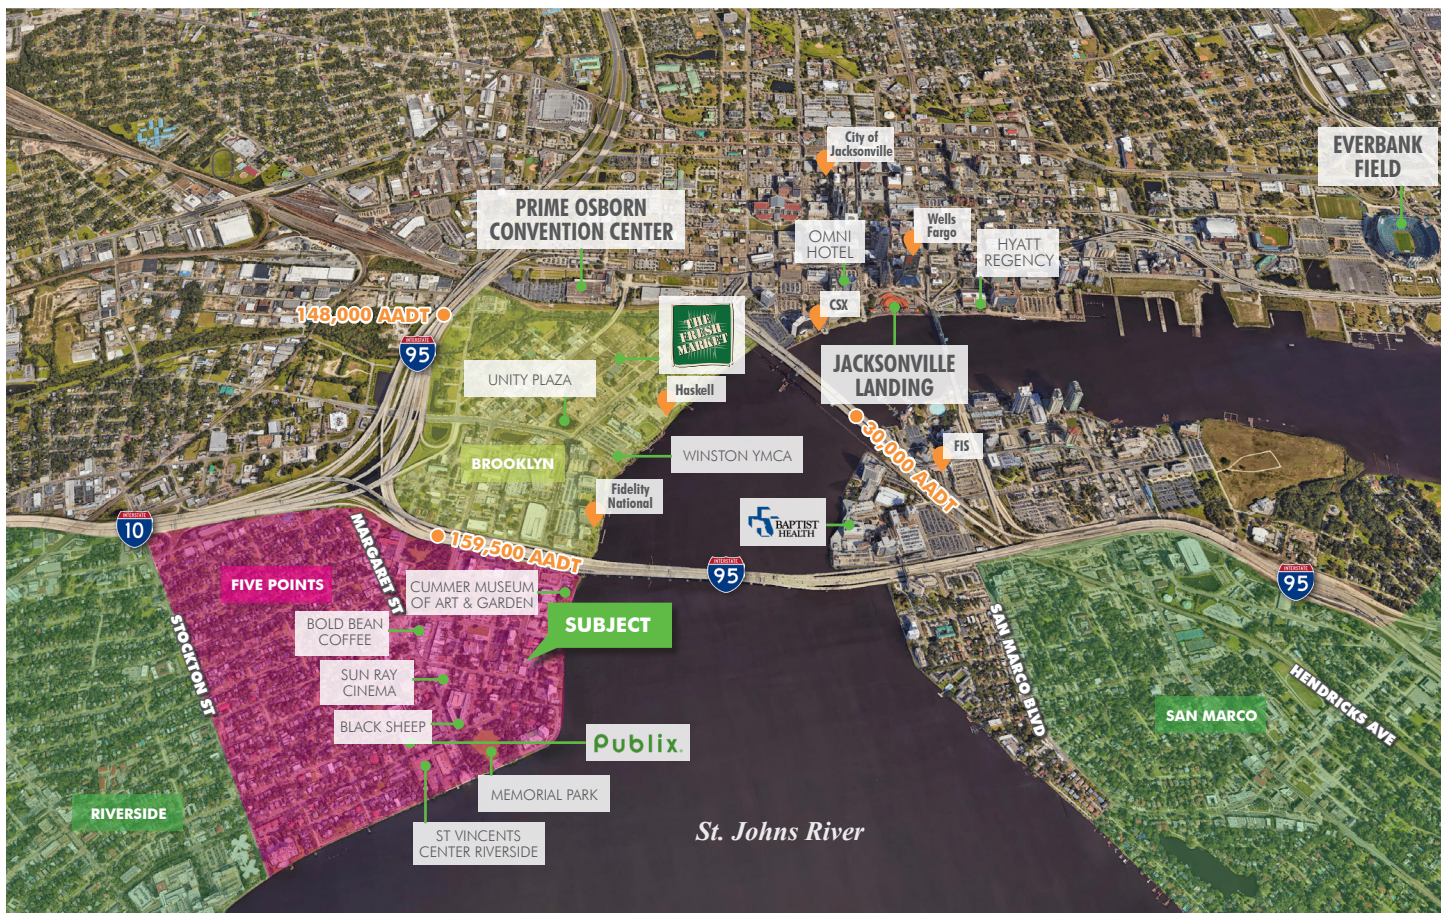 City of
Jacksonville
EVERBANK
FIELD
PRIME OSBORN
CONVENTION CENTER
OMNI
HOTEL
Wells
Fargo
HYATT
REGENCY
148,000 AADT
INTERSTATE
95
THE
FRESH
MARKET
CSX
JACKSONVILLE
LANDING
UNITY PLAZA
Haskell
30,000 AADT
FIS
BROOKLYN
WINSTON YMCA
Fidelity
National
BAPTIST
HEALTH
INTERSTATE
10
MARGARET ST
159,500 AADT
INTERSTATE
95
INTERSTATE
95
FIVE POINTS
CUMMER MUSEUM
OF ART & GARDEN
STOCKTON ST
BOLD BEAN
COFFEE
SUBJECT
SAN MARCO BLVD
SUN RAY
CINEMA
HENDRICKS AVE
BLACK SHEEP
SAN MARCO
Publix.
MEMORIAL PARK
RIVERSIDE
ST VINCENTS
CENTER RIVERSIDE
St. Johns River